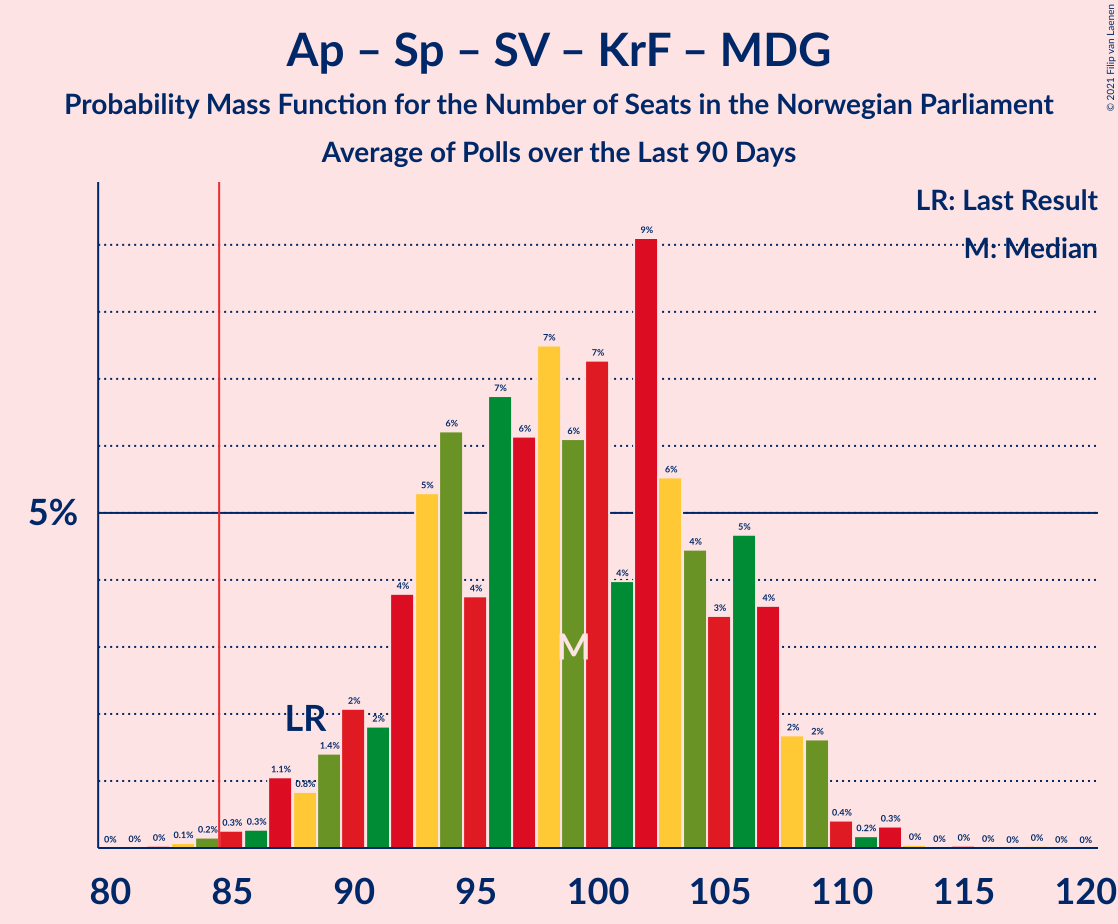 Ap – Sp – SV – KrF – MDG
Probability Mass Function for the Number of Seats in the Norwegian Parliament
Average of Polls over the Last 90 Days
© 2021 Filip van Laenen
LR: Last Result
M: Median
5%
LR
M
0% 0% 0% 0.1% 0.2% 0.3% 0.3% 1.1% 0.8% 1.4% 2% 2% 4% 5% 6% 4% 7% 6% 7% 6% 7% 4% 9% 6% 4% 3% 5% 4% 2% 2% 0.4% 0.2% 0.3% 0% 0% 0% 0% 0% 0% 0% 0%
80 85 90 95 100 105 110 115 120